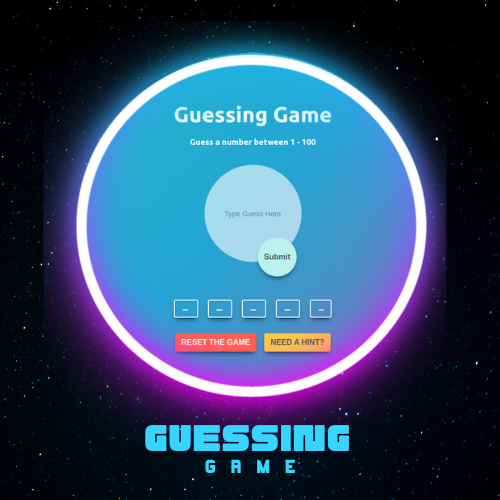 Guessing Game
Guess a number between 1 - 100
Type Guess Here
Submit
– – – – –
RESET THE GAME NEED A HINT?
GUESSING
GAME